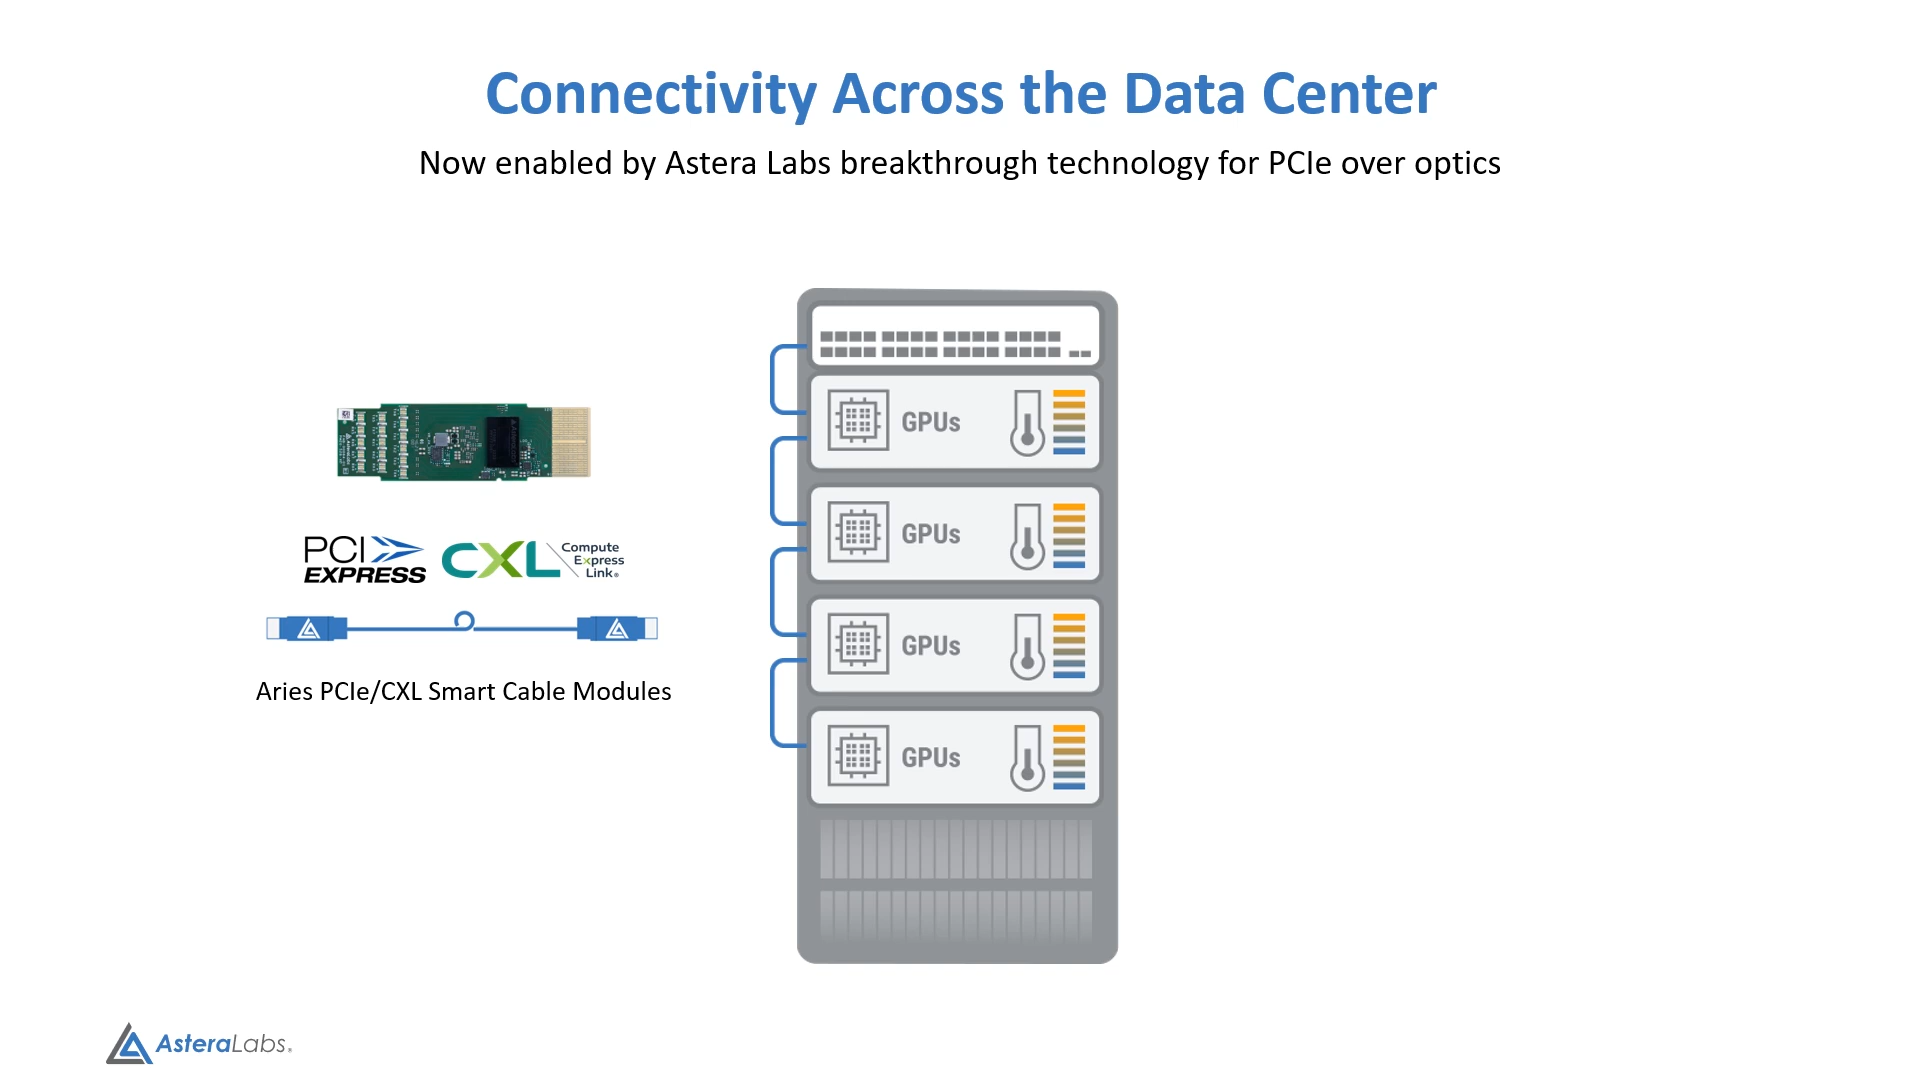 Connectivity Across the Data Center
Now enabled by Astera Labs breakthrough technology for PCIe over optics
PCI
EXPRESS
CXL
Compute
Express
Link®
Aries PCIe/CXL Smart Cable Modules
GPUs
GPUs
GPUs
GPUs
AsteraLabs®